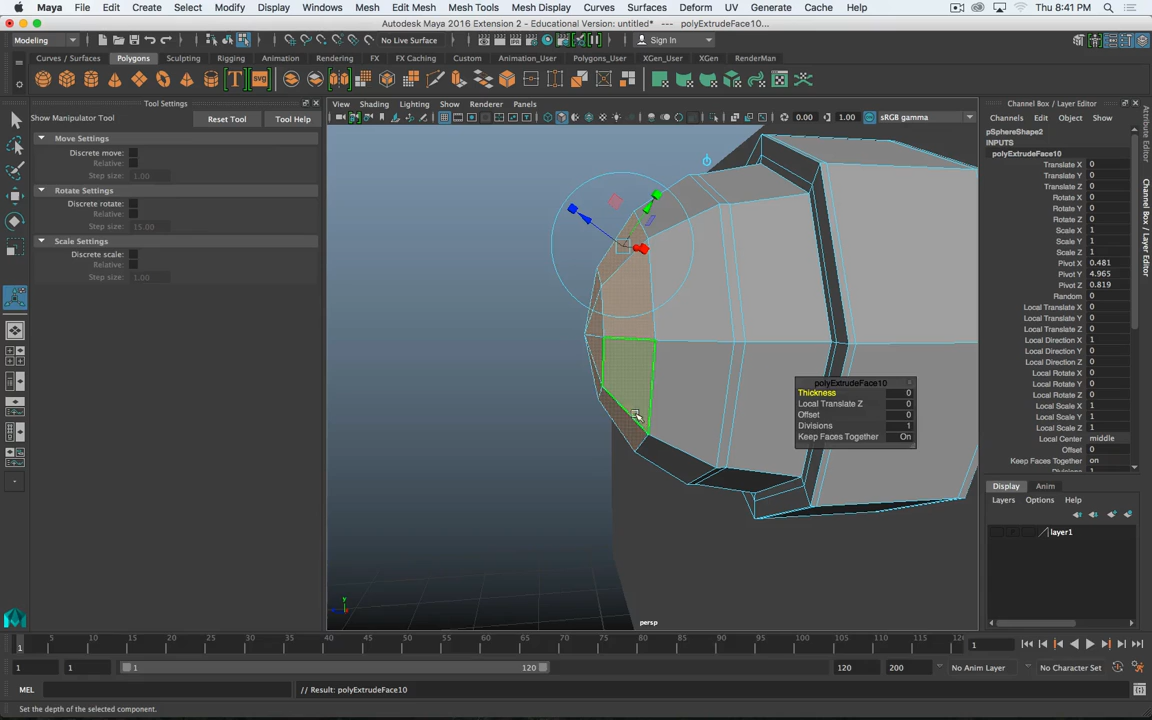 Maya File Edit Create Select Modify Display Windows Mesh Edit Mesh Mesh Tools Mesh Display Curves Surfaces Deform UV Generate Cache Help Thu 8:41 PM
Autodesk Maya 2016 Extension 2 - Educational Version: untitled* --- polyExtrudeFace10...
Modeling No Live Surface Sign In
Curves / Surfaces Polygons Sculpting Rigging Animation Rendering FX FX Caching Custom Animation_User Polygons_User XGen_User XGen RenderMan
T SVG
Tool Settings
Show Manipulator Tool Reset Tool Tool Help
Move Settings
Discrete move:
Relative:
Step size: 1.00
Rotate Settings
Discrete rotate:
Relative:
Step size: 15.00
Scale Settings
Discrete scale:
Relative:
Step size: 1.00
View Shading Lighting Show Renderer Panels
0.00 1.00 sRGB gamma
polyExtrudeFace10
Thickness 0
Local Translate Z 0
Offset 0
Divisions 1
Keep Faces Together On
persp
Channel Box / Layer Editor
Channels Edit Object Show
pSphereShape2
INPUTS
polyExtrudeFace10
Translate X 0
Translate Y 0
Translate Z 0
Rotate X 0
Rotate Y 0
Rotate Z 0
Scale X 1
Scale Y 1
Scale Z 1
Pivot X 0.481
Pivot Y 4.965
Pivot Z 0.819
Random 0
Local Translate X 0
Local Translate Y 0
Local Translate Z 0
Local Direction X 1
Local Direction Y 0
Local Direction Z 0
Local Rotate X 0
Local Rotate Y 0
Local Rotate Z 0
Local Scale X 1
Local Scale Y 1
Local Scale Z 1
Local Center middle
Offset 0
Keep Faces Together on
Attribute Editor
Channel Box / Layer Editor
Display Anim
Layers Options Help
layer1
5 10 15 20 25 30 35 40 45 50 55 60 65 70 75 80 85 90 95 100 105 110 115 120
1 1
1 1 1 120 120 200 No Anim Layer No Character Set
MEL // Result: polyExtrudeFace10
Set the depth of the selected component.